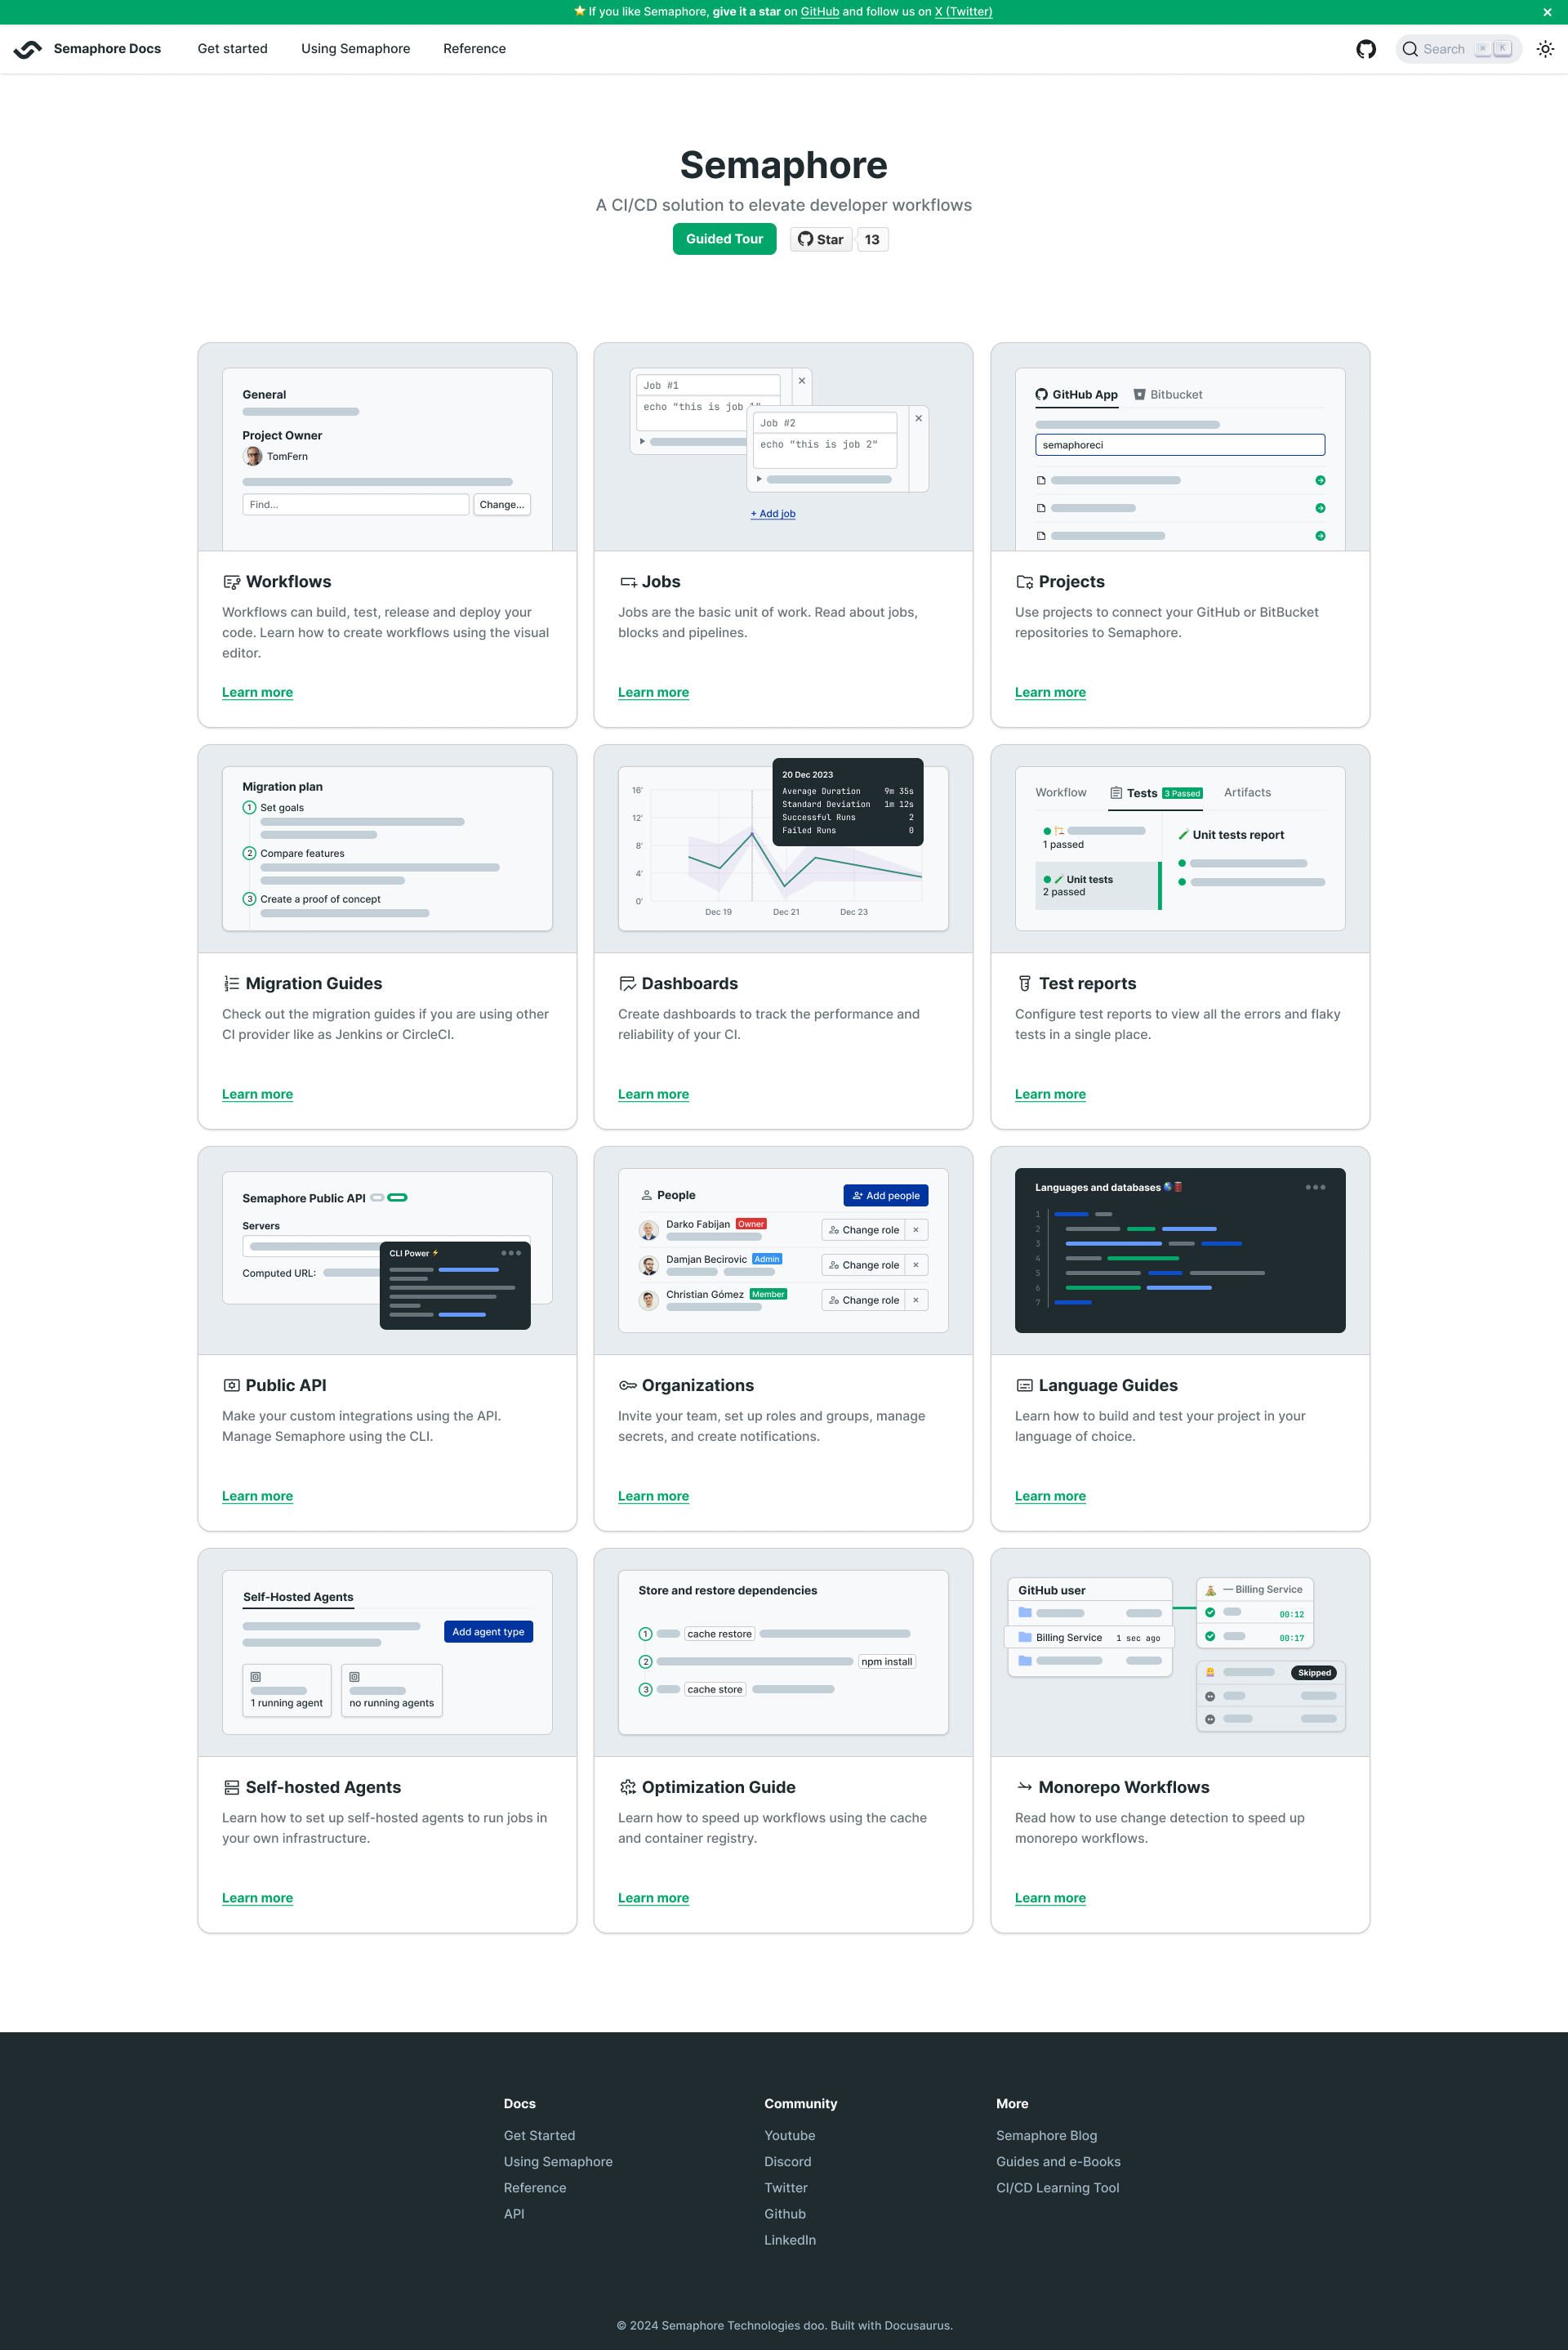 ⭐ If you like Semaphore, give it a star on GitHub and follow us on X (Twitter)
×
Semaphore Docs
Get started
Using Semaphore
Reference
Search
⌘ K
Semaphore
A CI/CD solution to elevate developer workflows
Guided Tour
Star
13
General
Project Owner
TomFern
Find...
Change...
Workflows
Workflows can build, test, release and deploy your
code. Learn how to create workflows using the visual
editor.
Learn more
Job #1
echo “this is job 1”
Job #2
echo “this is job 2”
+ Add job
Jobs
Jobs are the basic unit of work. Read about jobs,
blocks and pipelines.
Learn more
GitHub App
Bitbucket
semaphoreci
Projects
Use projects to connect your GitHub or BitBucket
repositories to Semaphore.
Learn more
Migration plan
1 Set goals
2 Compare features
3 Create a proof of concept
Migration Guides
Check out the migration guides if you are using other
CI provider like as Jenkins or CircleCI.
Learn more
20 Dec 2023
Average Duration 9m 35s
Standard Deviation 1m 12s
Successful Runs 2
Failed Runs 0
16'
12'
8'
4'
0'
Dec 19
Dec 21
Dec 23
Dashboards
Create dashboards to track the performance and
reliability of your CI.
Learn more
Workflow
Tests 3 Passed
Artifacts
1 passed
Unit tests
2 passed
Unit tests report
Test reports
Configure test reports to view all the errors and flaky
tests in a single place.
Learn more
Semaphore Public API
Servers
Computed URL:
CLI Power ⚡
Public API
Make your custom integrations using the API.
Manage Semaphore using the CLI.
Learn more
People
Add people
Darko Fabijan Owner
Change role ×
Damjan Becirovic Admin
Change role ×
Christian Gómez Member
Change role ×
Organizations
Invite your team, set up roles and groups, manage
secrets, and create notifications.
Learn more
Languages and databases
1
2
3
4
5
6
7
Language Guides
Learn how to build and test your project in your
language of choice.
Learn more
Self-Hosted Agents
Add agent type
1 running agent
no running agents
Self-hosted Agents
Learn how to set up self-hosted agents to run jobs in
your own infrastructure.
Learn more
Store and restore dependencies
1 cache restore
2 npm install
3 cache store
Optimization Guide
Learn how to speed up workflows using the cache
and container registry.
Learn more
GitHub user
Billing Service 1 sec ago
— Billing Service
00:12
00:17
Skipped
Monorepo Workflows
Read how to use change detection to speed up
monorepo workflows.
Learn more
Docs
Get Started
Using Semaphore
Reference
API
Community
Youtube
Discord
Twitter
Github
LinkedIn
More
Semaphore Blog
Guides and e-Books
CI/CD Learning Tool
© 2024 Semaphore Technologies doo. Built with Docusaurus.